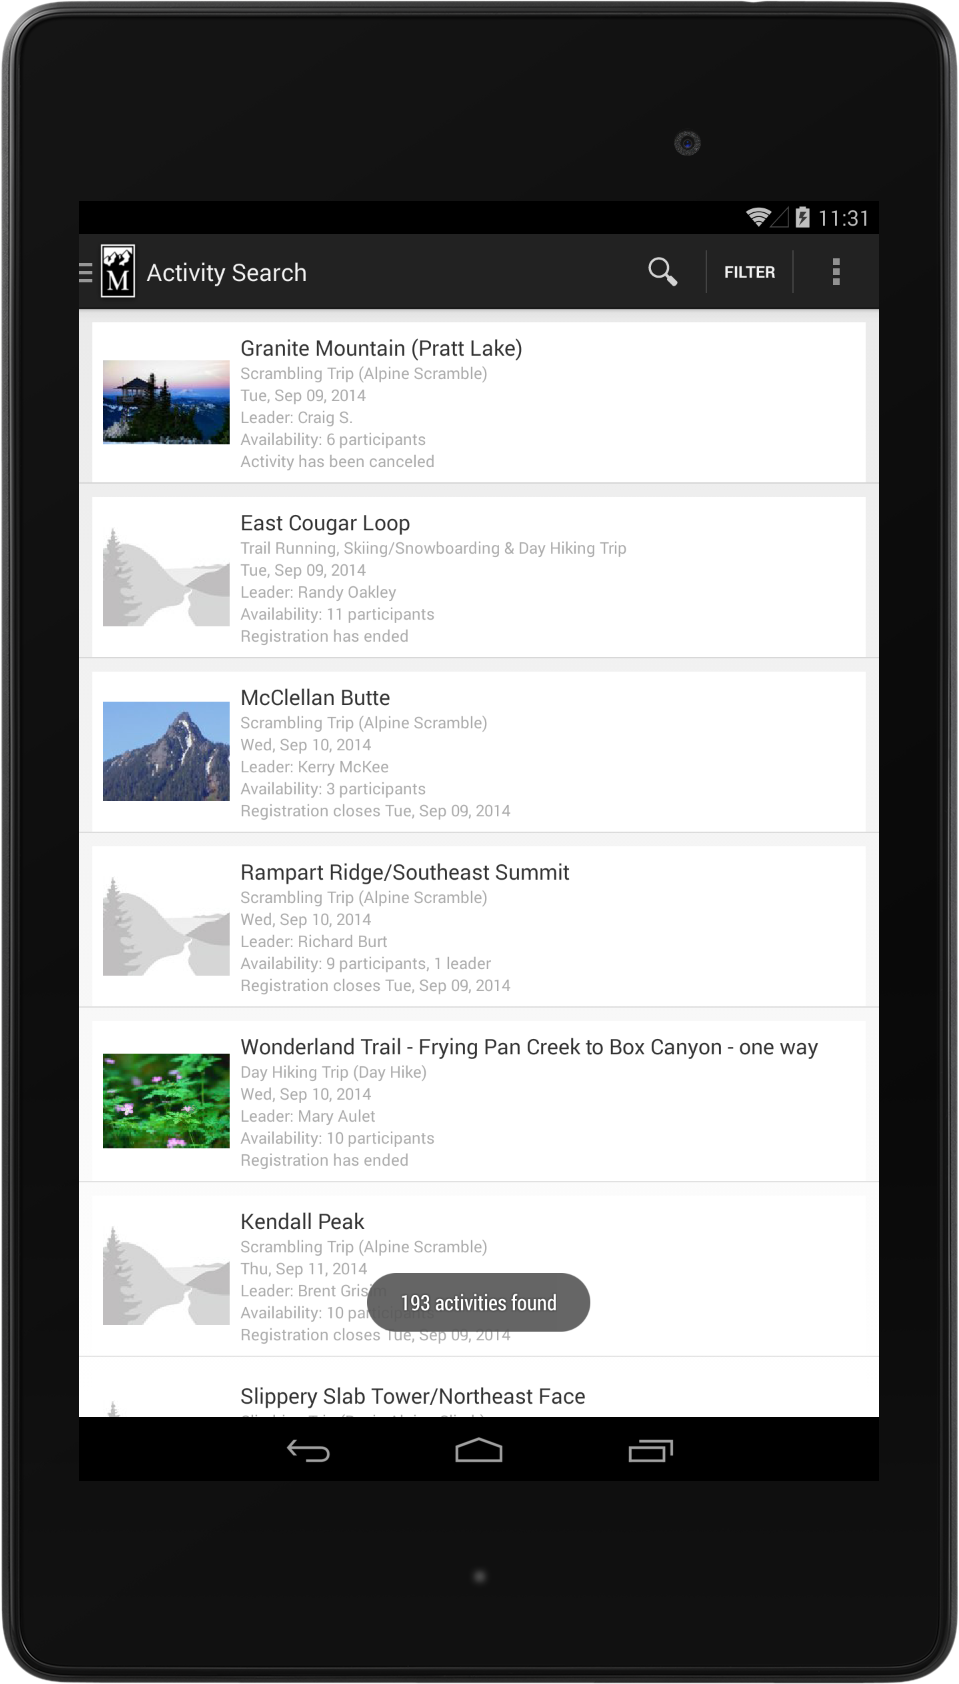 11:31
M
Activity Search
FILTER
Granite Mountain (Pratt Lake)
Scrambling Trip (Alpine Scramble)
Tue, Sep 09, 2014
Leader: Craig S.
Availability: 6 participants
Activity has been canceled
East Cougar Loop
Trail Running, Skiing/Snowboarding & Day Hiking Trip
Tue, Sep 09, 2014
Leader: Randy Oakley
Availability: 11 participants
Registration has ended
McClellan Butte
Scrambling Trip (Alpine Scramble)
Wed, Sep 10, 2014
Leader: Kerry McKee
Availability: 3 participants
Registration closes Tue, Sep 09, 2014
Rampart Ridge/Southeast Summit
Scrambling Trip (Alpine Scramble)
Wed, Sep 10, 2014
Leader: Richard Burt
Availability: 9 participants, 1 leader
Registration closes Tue, Sep 09, 2014
Wonderland Trail - Frying Pan Creek to Box Canyon - one way
Day Hiking Trip (Day Hike)
Wed, Sep 10, 2014
Leader: Mary Aulet
Availability: 10 participants
Registration has ended
Kendall Peak
Scrambling Trip (Alpine Scramble)
Thu, Sep 11, 2014
Leader: Brent
Availability: 10
193 activities found
Registration closes Tue, Sep 09, 2014
Slippery Slab Tower/Northeast Face